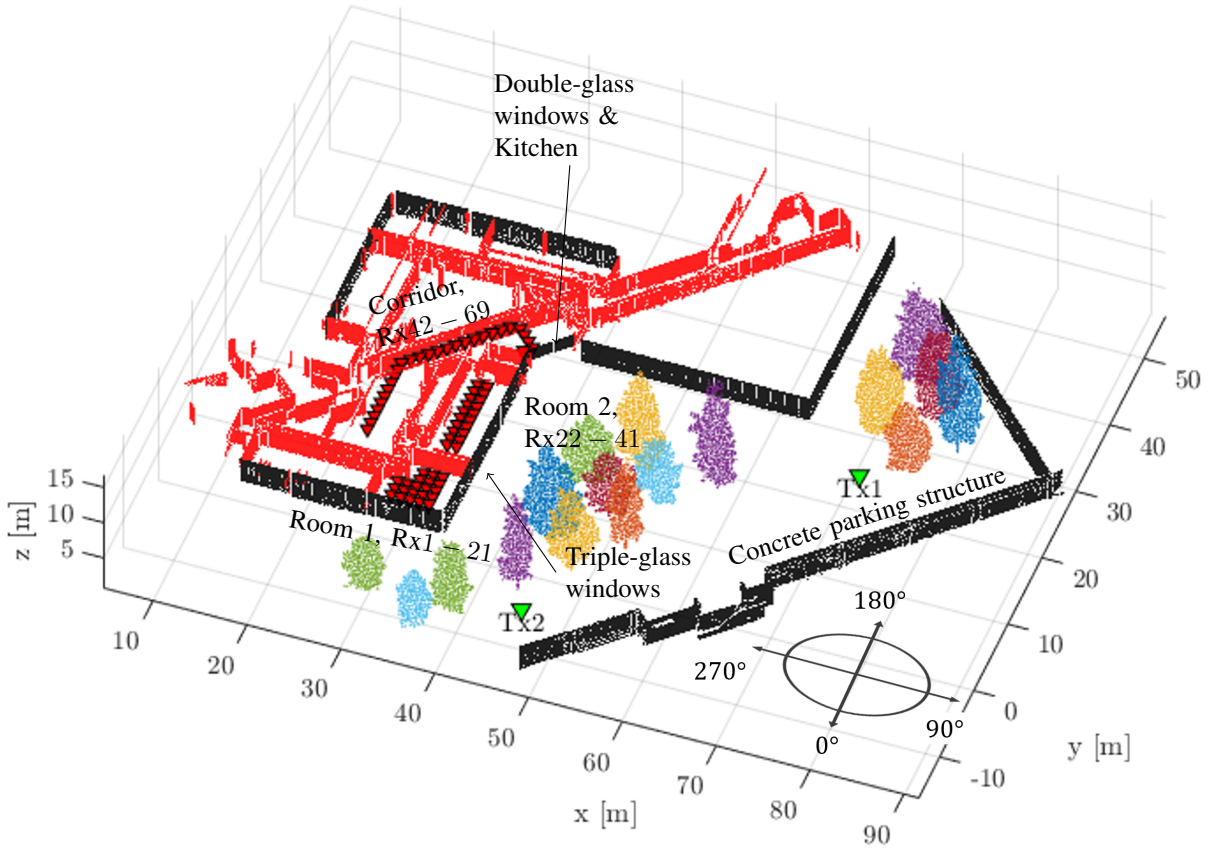 Double-glass
windows &
Kitchen
Corridor,
Rx42 – 69
Room 2,
Rx22 – 41
Room 1, Rx1 – 21
Triple-glass
windows
Tx1
Tx2
Concrete parking structure
180°
270°
90°
0°
z [m]
15
10
5
x [m]
10
20
30
40
50
60
70
80
90
y [m]
-10
0
10
20
30
40
50